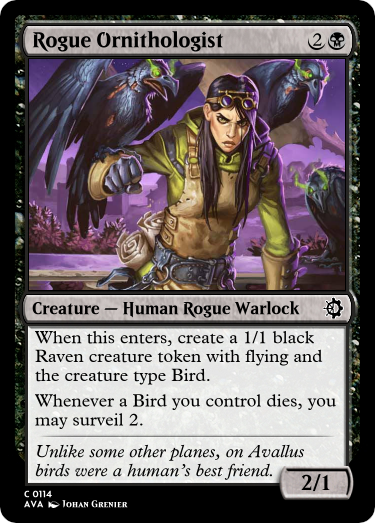 Rogue Ornithologist 2
Creature — Human Rogue Warlock
When this enters, create a 1/1 black
Raven creature token with flying and
the creature type Bird.
Whenever a Bird you control dies, you
may surveil 2.
Unlike some other planes, on Avallus
birds were a human's best friend.
2/1
C 0114
AVA Johan Grenier